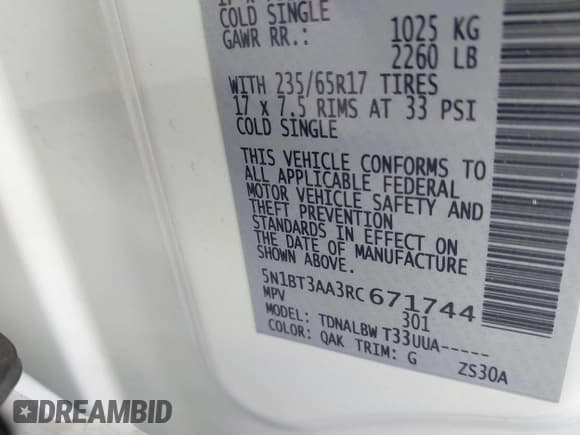 COLD SINGLE
GAWR RR.: 1025 KG
2260 LB
WITH 235/65R17 TIRES
17 x 7.5 RIMS AT 33 PSI
COLD SINGLE
THIS VEHICLE CONFORMS TO
ALL APPLICABLE FEDERAL
MOTOR VEHICLE SAFETY AND
THEFT PREVENTION
STANDARDS IN EFFECT ON
THE DATE OF MANUFACTURE
SHOWN ABOVE.
5N1BT3AA3RC671744
MPV 301
MODEL: TDNALBW T33UUA-----
COLOR: QAK TRIM: G ZS30A
DREAMBID